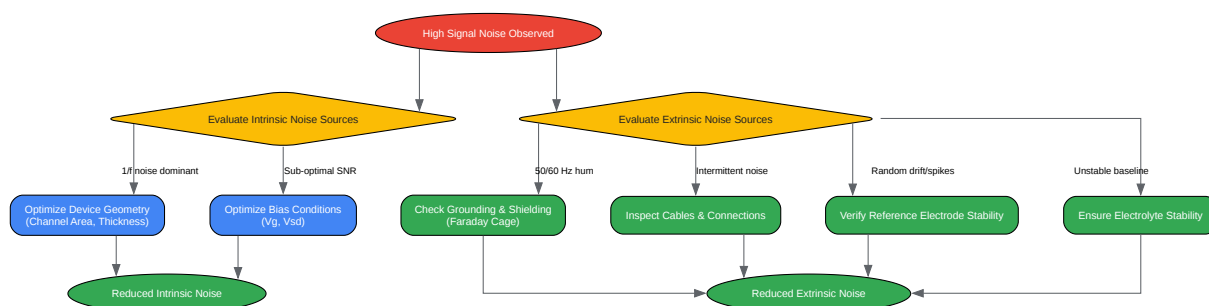 High Signal Noise Observed
Evaluate Intrinsic Noise Sources
Evaluate Extrinsic Noise Sources
1/f noise dominant
Sub-optimal SNR
50/60 Hz hum
Intermittent noise
Random drift/spikes
Unstable baseline
Optimize Device Geometry
(Channel Area, Thickness)
Optimize Bias Conditions
(Vg, Vsd)
Check Grounding & Shielding
(Faraday Cage)
Inspect Cables & Connections
Verify Reference Electrode Stability
Ensure Electrolyte Stability
Reduced Intrinsic Noise
Reduced Extrinsic Noise